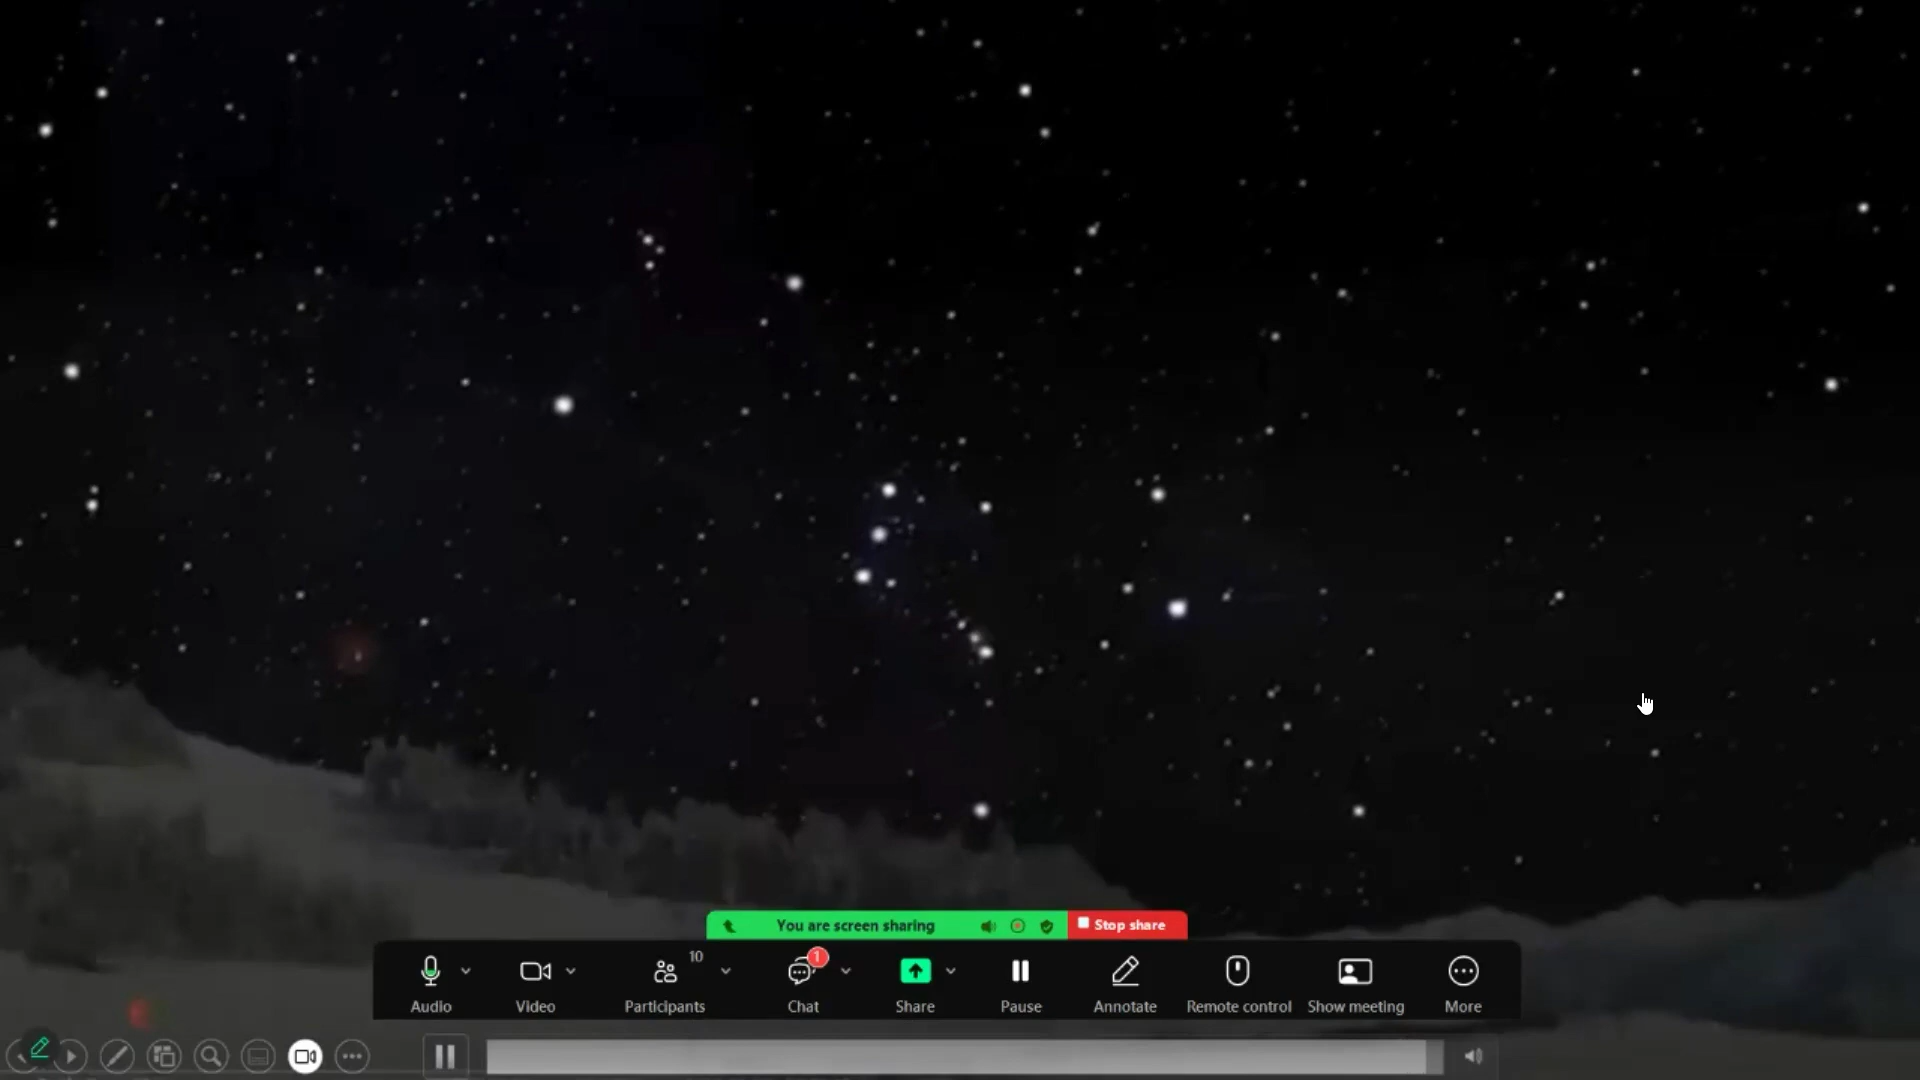 You are screen sharing
Stop share
10
1
Audio
Video
Participants
Chat
Share
Pause
Annotate
Remote control
Show meeting
More